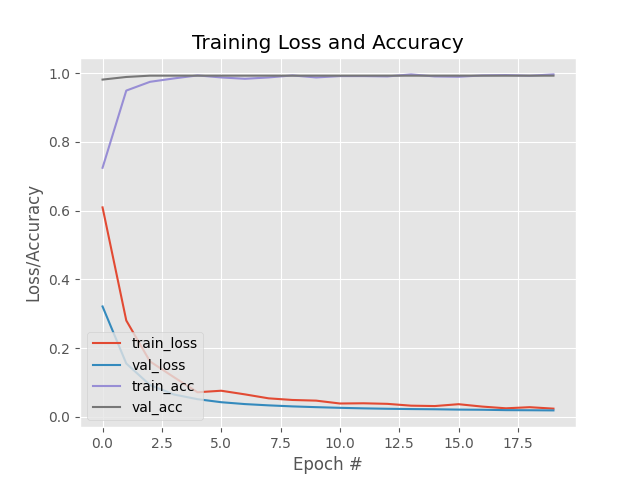 Training Loss and Accuracy
1.0
0.8
0.6
0.4
0.2
0.0
Loss/Accuracy
train_loss
val_loss
train_acc
val_acc
0.0 2.5 5.0 7.5 10.0 12.5 15.0 17.5
Epoch #